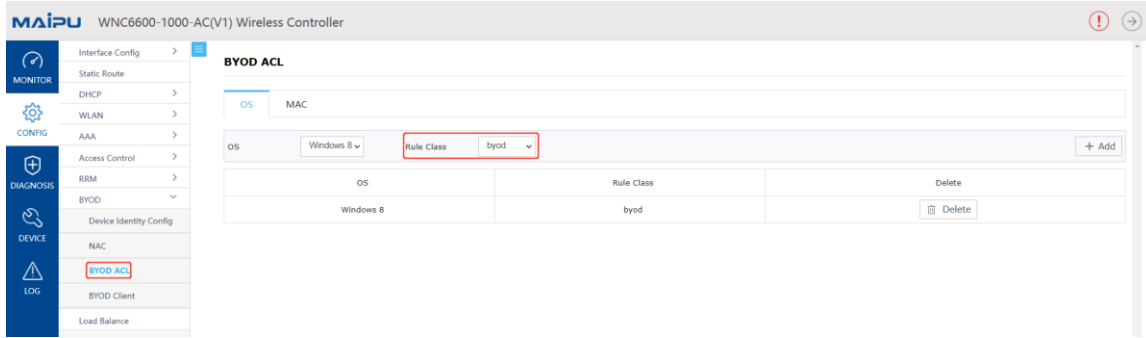 MAIPU WNC6600-1000-AC(V1) Wireless Controller
MONITOR
CONFIG
DIAGNOSIS
DEVICE
LOG
Interface Config
Static Route
DHCP
WLAN
AAA
Access Control
RRM
BYOD
Device Identity Config
NAC
BYOD ACL
BYOD Client
Load Balance
BYOD ACL
OS MAC
OS Windows 8 Rule Class byod + Add
OS Rule Class Delete
Windows 8 byod Delete